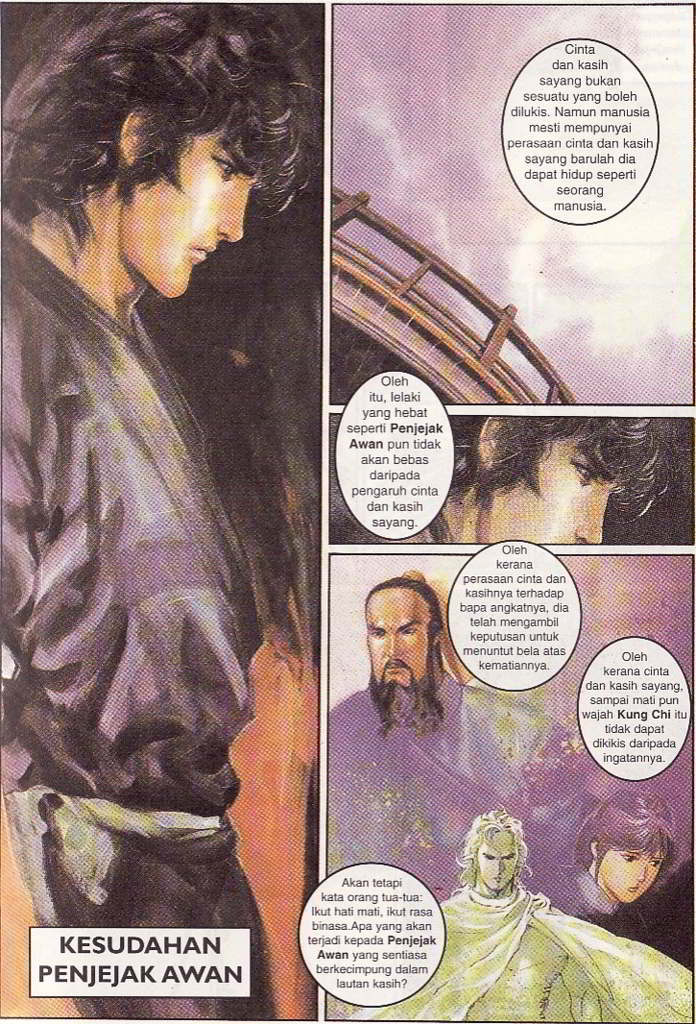 Cinta
dan kasih
sayang bukan
sesuatu yang boleh
dilukis. Namun manusia
mesti mempunyai
perasaan cinta dan kasih
sayang barulah dia
dapat hidup seperti
seorang
manusia.
Oleh
itu, lelaki
yang hebat
seperti Penjejak
Awan pun tidak
akan bebas
daripada
pengaruh cinta
dan kasih
sayang.
Oleh
kerana
perasaan cinta dan
kasihnya terhadap
bapa angkatnya, dia
telah mengambil
keputusan untuk
menuntut bela atas
kematiannya.
Oleh
kerana cinta
dan kasih sayang,
sampai mati pun
wajah Kung Chi itu
tidak dapat
dikikis daripada
ingatannya.
Akan tetapi
kata orang tua-tua:
Ikut hati mati, ikut rasa
binasa.Apa yang akan
terjadi kepada Penjejak
Awan yang sentiasa
berkecimpung dalam
lautan kasih?
KESUDAHAN
PENJEJAK AWAN